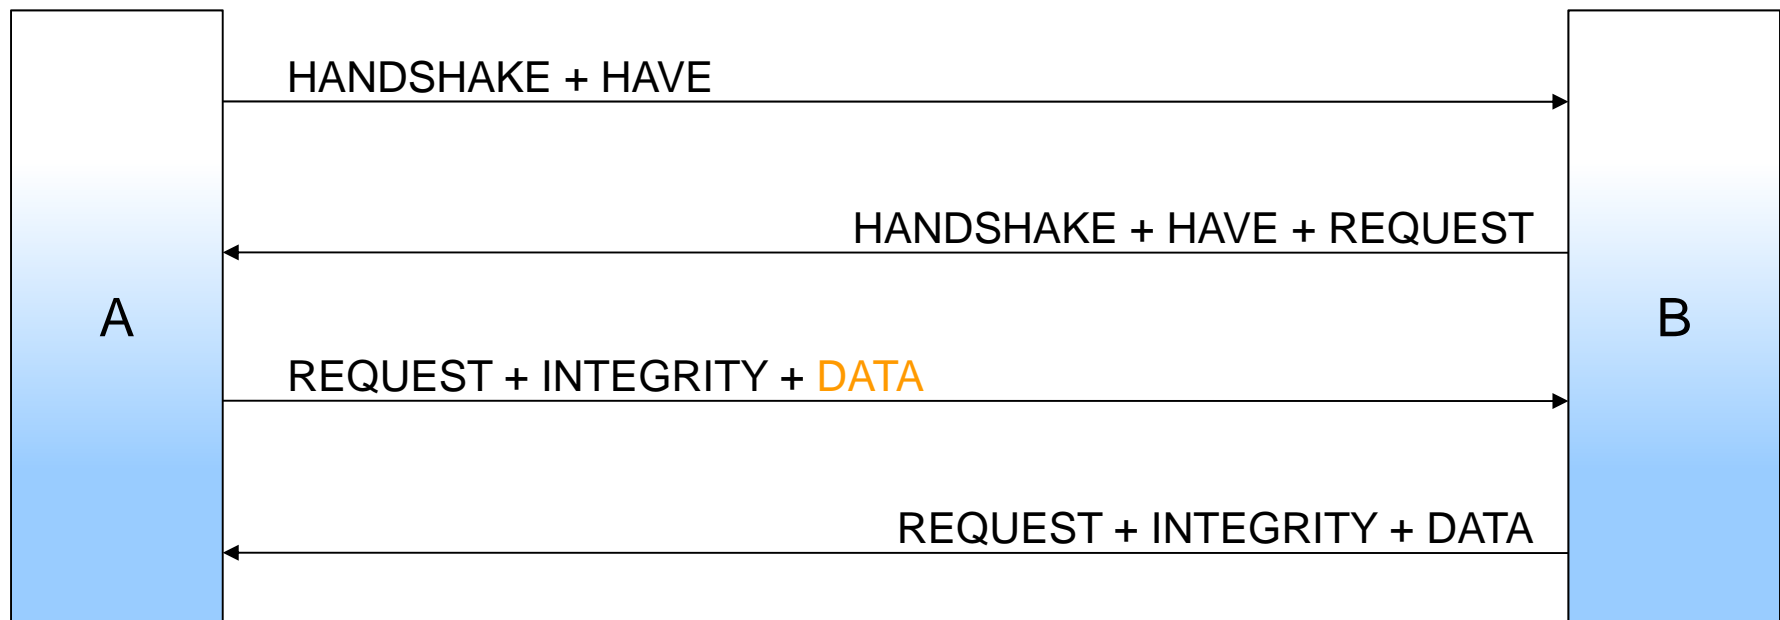 HANDSHAKE + HAVE
HANDSHAKE + HAVE + REQUEST
A
B
REQUEST + INTEGRITY + DATA
REQUEST + INTEGRITY + DATA